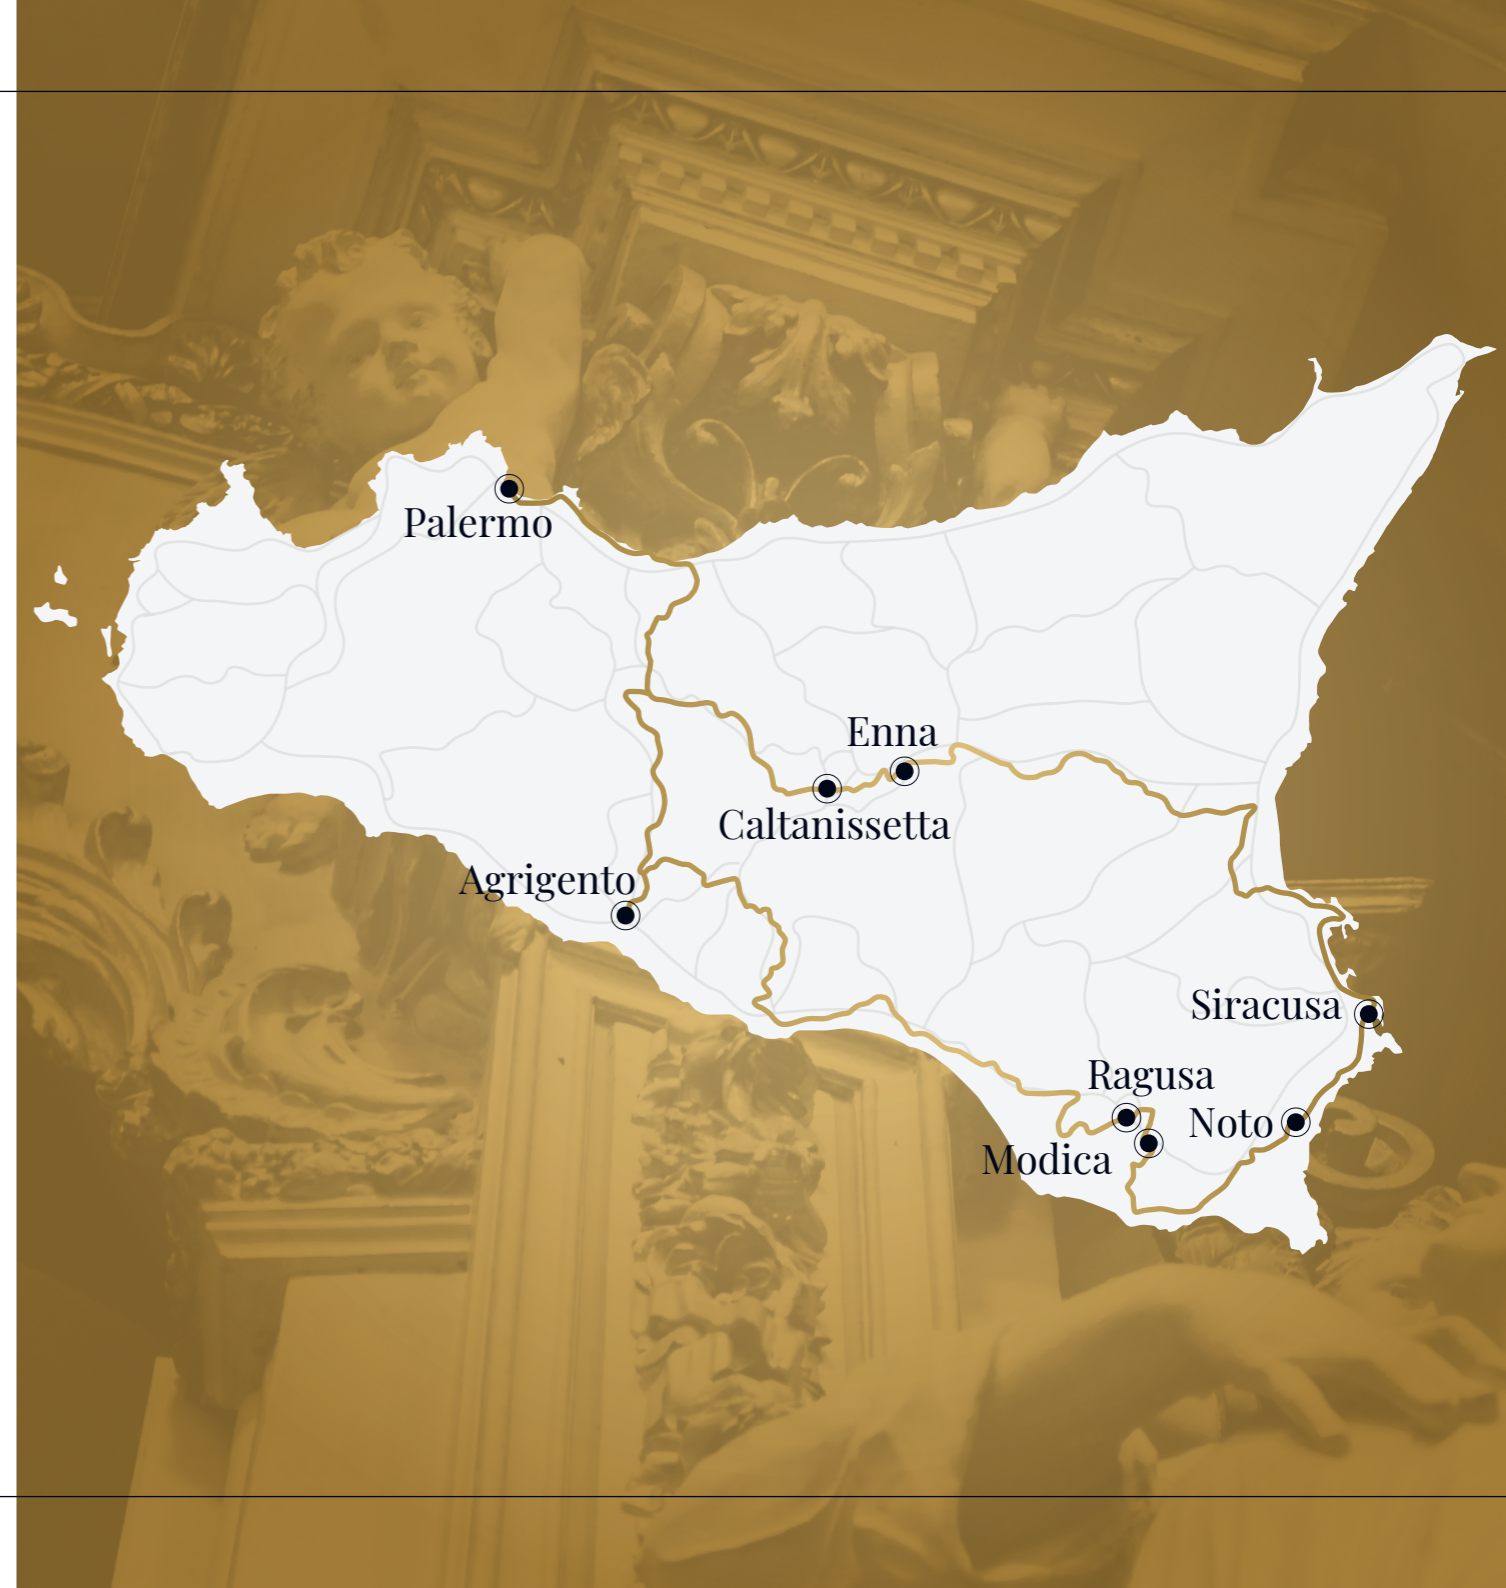 Palermo
Enna
Caltanissetta
Agrigento
Siracusa
Ragusa
Noto
Modica